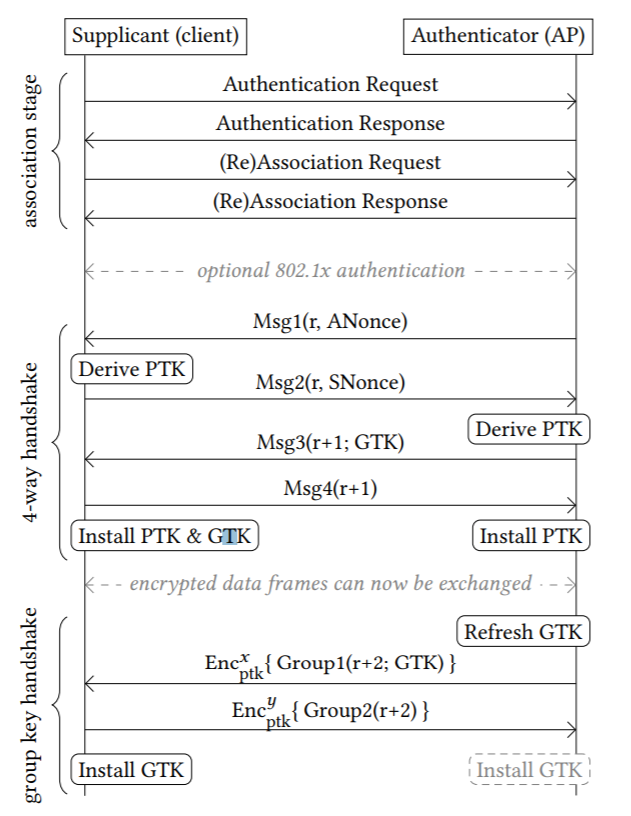 Supplicant (client)
Authenticator (AP)
association stage
Authentication Request
Authentication Response
(Re)Association Request
(Re)Association Response
optional 802.1x authentication
4-way handshake
Msg1(r, ANonce)
Derive PTK
Msg2(r, SNonce)
Derive PTK
Msg3(r+1; GTK)
Msg4(r+1)
Install PTK & GTK
Install PTK
encrypted data frames can now be exchanged
group key handshake
Refresh GTK
Enc^x_ptk{ Group1(r+2; GTK) }
Enc^y_ptk{ Group2(r+2) }
Install GTK
Install GTK